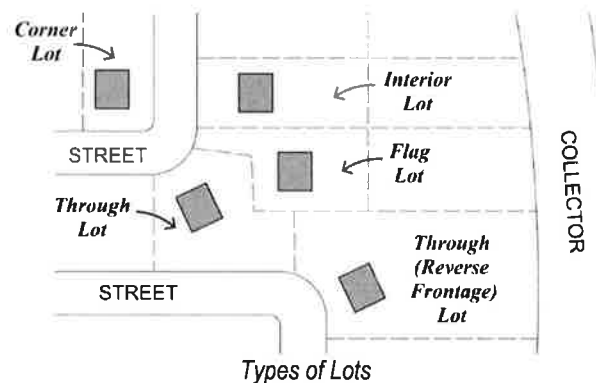 Corner
Lot
Interior
Lot
STREET
Flag
Lot
COLLECTOR
Through
Lot
Through
(Reverse
Frontage)
Lot
STREET
Types of Lots